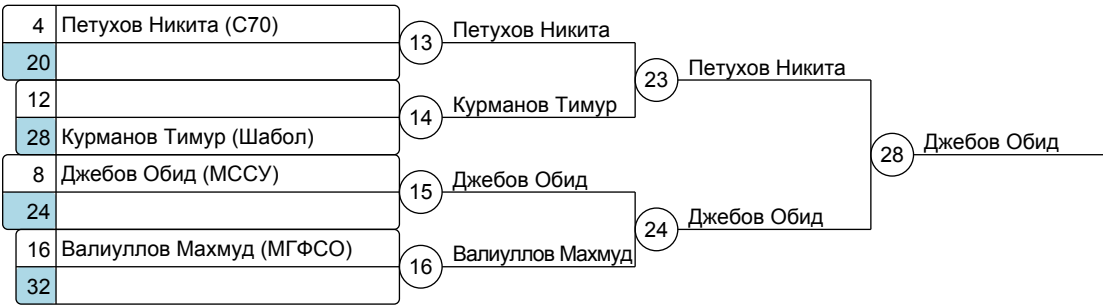 4 Петухов Никита (С70)
20
12
28 Курманов Тимур (Шабол)
8 Джебов Обид (МССУ)
24
16 Валиуллов Махмуд (МГФСО)
32
13 Петухов Никита
14 Курманов Тимур
15 Джебов Обид
16 Валиуллов Махмуд
23 Петухов Никита
24 Джебов Обид
28 Джебов Обид